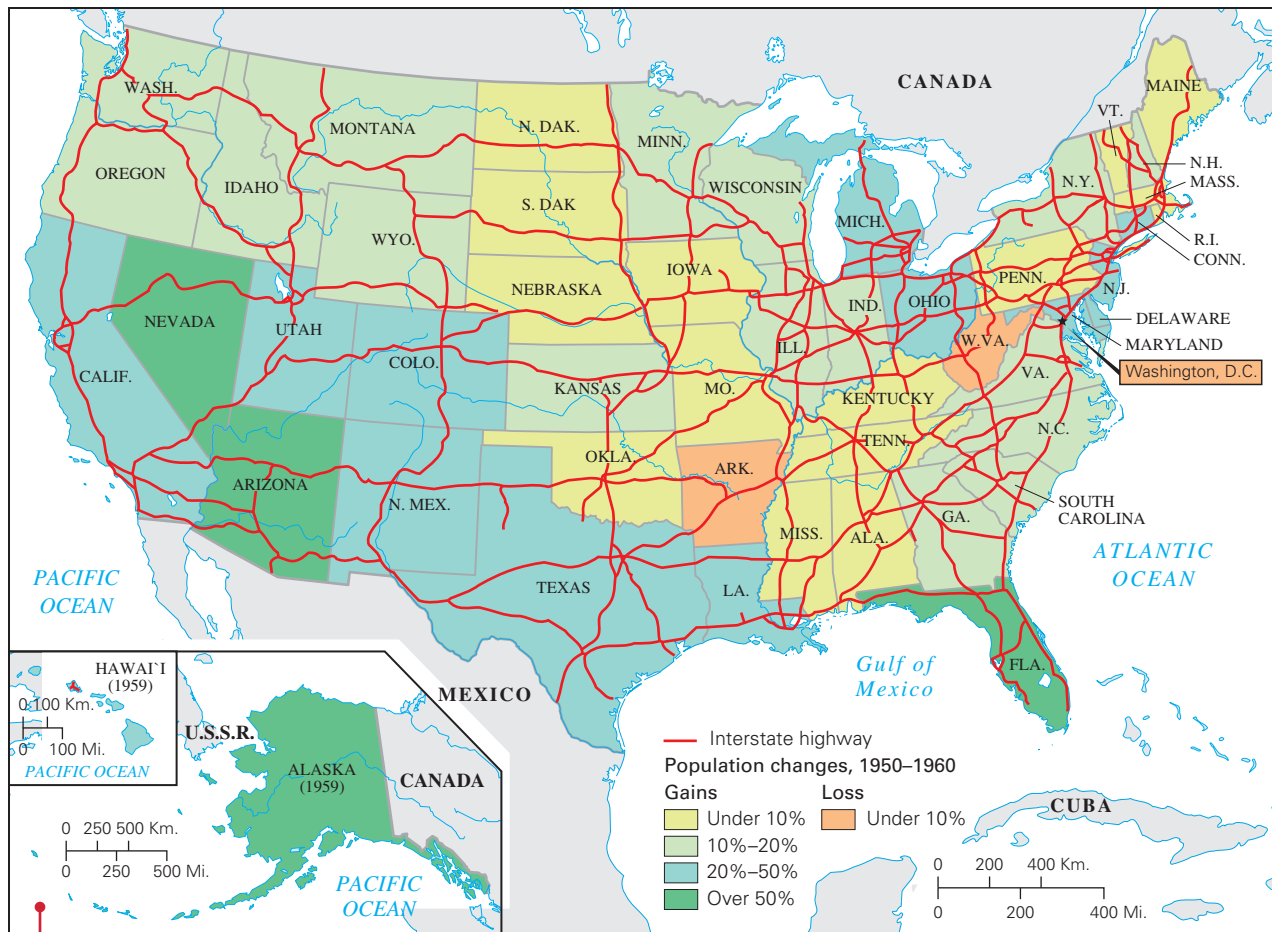 CANADA
MAINE
VT.
WASH.
MONTANA
N. DAK.
MINN.
N.H.
MASS.
OREGON
IDAHO
WISCONSIN
N.Y.
S. DAK
MICH.
WYO.
R.I.
CONN.
IOWA
PENN.
NEBRASKA
N.J.
NEVADA
UTAH
IND.
OHIO
DELAWARE
MARYLAND
ILL.
W.VA.
COLO.
CALIF.
Washington, D.C.
VA.
KANSAS
MO.
KENTUCKY
N.C.
TENN.
OKLA.
ARK.
ARIZONA
N. MEX.
SOUTH
CAROLINA
GA.
MISS.
ALA.
ATLANTIC
OCEAN
PACIFIC
OCEAN
TEXAS
LA.
Gulf of
Mexico
FLA.
HAWAI`I
(1959)
MEXICO
0 100 Km.
0 100 Mi.
PACIFIC OCEAN
U.S.S.R.
ALASKA
(1959)
CANADA
0 250 500 Km.
0 250 500 Mi.
PACIFIC
OCEAN
Interstate highway
Population changes, 1950–1960
Gains Loss
Under 10% Under 10%
10%–20%
20%–50%
Over 50%
CUBA
0 200 400 Km.
0 200 400 Mi.